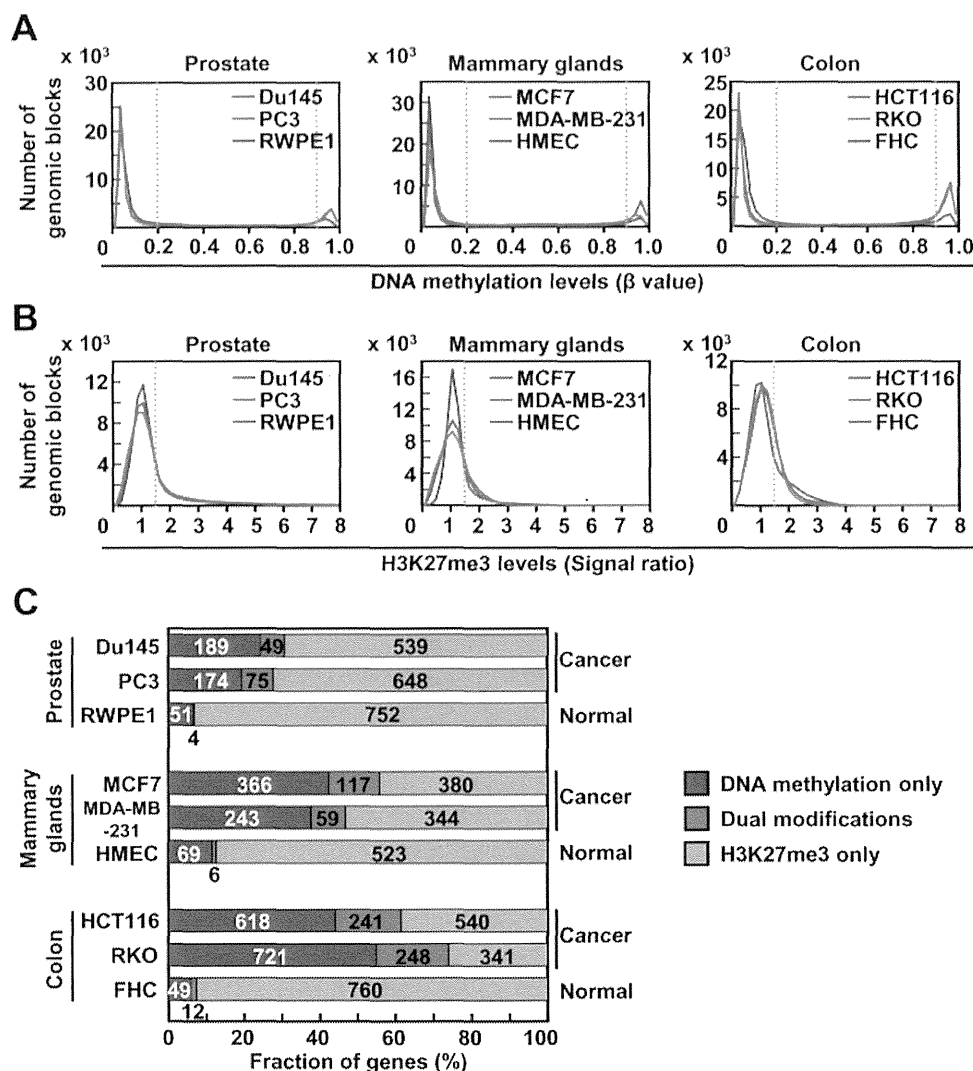 A
x 10³ Prostate
x 10³ Mammary glands
x 10³ Colon
Number of
genomic blocks
30
25
20
15
10
5
Du145
PC3
RWPE1
0 0.2 0.4 0.6 0.8 1.0
30
20
10
MCF7
MDA-MB-231
HMEC
0 0.2 0.4 0.6 0.8 1.0
25
20
15
10
5
HCT116
RKO
FHC
0 0.2 0.4 0.6 0.8 1.0
DNA methylation levels (β value)
B
x 10³ Prostate
x 10³ Mammary glands
x 10³ Colon
Number of
genomic blocks
12
8
4
Du145
PC3
RWPE1
0 1 2 3 4 5 6 7 8
16
12
8
4
MCF7
MDA-MB-231
HMEC
0 1 2 3 4 5 6 7 8
12
8
4
HCT116
RKO
FHC
0 1 2 3 4 5 6 7 8
H3K27me3 levels (Signal ratio)
C
Prostate
Du145 189 49 539
PC3 174 75 648
Cancer
RWPE1 51 752 Normal
4
Mammary
glands
MCF7 366 117 380
MDA-MB
-231 243 59 344
Cancer
HMEC 69 523 Normal
6
Colon
HCT116 618 241 540
RKO 721 248 341
Cancer
FHC 49 760 Normal
12
0 20 40 60 80 100
Fraction of genes (%)
DNA methylation only
Dual modifications
H3K27me3 only